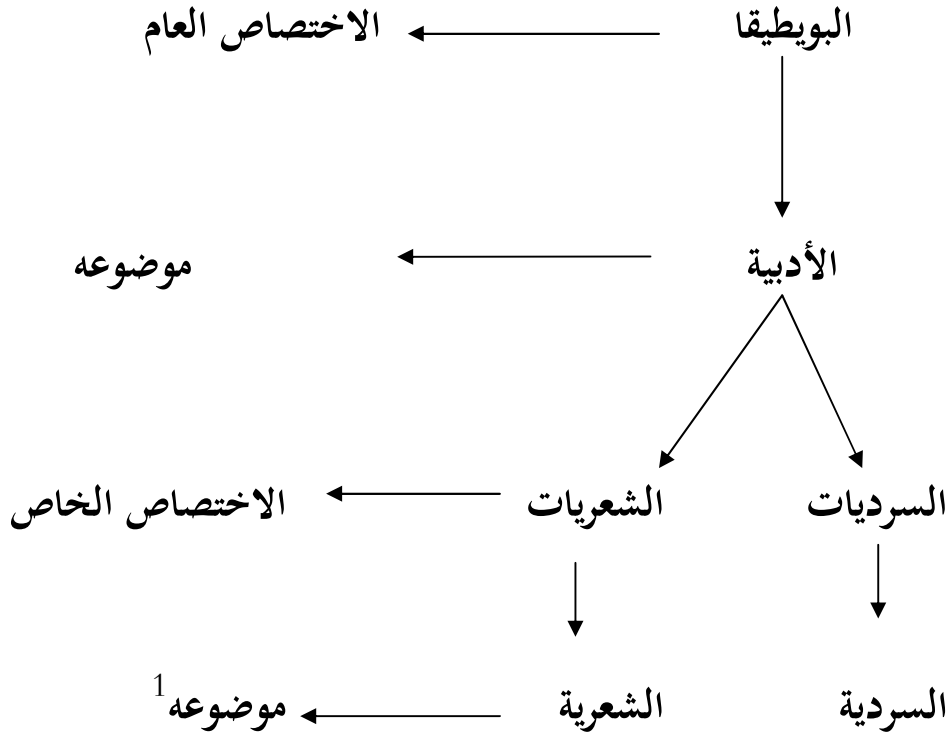 البويطيقا الاختصاص العام
الأدبية موضوعه
السرديات الشعريات الاختصاص الخاص
السردية الشعرية موضوعه1